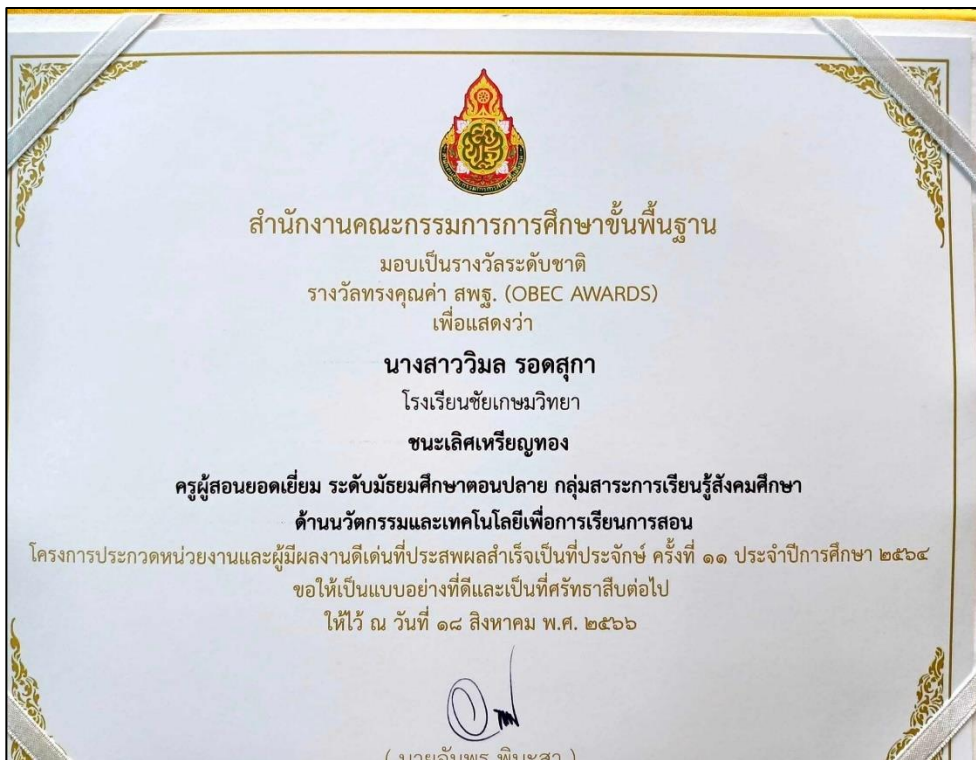 สำนักงานคณะกรรมการการศึกษาขั้นพื้นฐาน
มอบเป็นรางวัลระดับชาติ
รางวัลทรงคุณค่า สพฐ. (OBEC AWARDS)
เพื่อแสดงว่า
นางสาววิมล รอดสุกา
โรงเรียนชัยเกษมวิทยา
ชนะเลิศเหรียญทอง
ครูผู้สอนยอดเยี่ยม ระดับมัธยมศึกษาตอนปลาย กลุ่มสาระการเรียนรู้สังคมศึกษา
ด้านนวัตกรรมและเทคโนโลยีเพื่อการเรียนการสอน
โครงการประกวดหน่วยงานและผู้มีผลงานดีเด่นที่ประสพผลสำเร็จเป็นที่ประจักษ์ ครั้งที่ ๑๑ ประจำปีการศึกษา ๒๕๖๔
ขอให้เป็นแบบอย่างที่ดีและเป็นที่ศรัทธาสืบต่อไป
ให้ไว้ ณ วันที่ ๑๘ สิงหาคม พ.ศ. ๒๕๖๖
( นายอัมพร พินะสา )